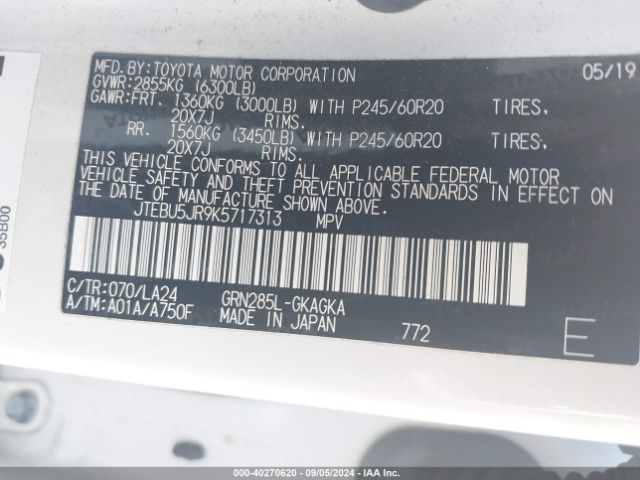 MFD. BY: TOYOTA MOTOR CORPORATION 05/19
GVWR: 2855KG (6300LB)
GAWR: FRT. 1360KG (3000LB) WITH P245/60R20 TIRES.
20X7J RIMS.
RR. 1560KG (3450LB) WITH P245/60R20 TIRES.
20X7J RIMS.
THIS VEHICLE CONFORMS TO ALL APPLICABLE FEDERAL MOTOR
VEHICLE SAFETY AND THEFT PREVENTION STANDARDS IN EFFECT ON
THE DATE OF MANUFACTURE SHOWN ABOVE.
JTEBU5JR9K5717313 MPV
C/TR: 070/LA24 GRN285L-GKAGKA
A/TM: A01A/A750F MADE IN JAPAN 772 E
35B00
000-40270620 - 09/05/2024 - IAA Inc.